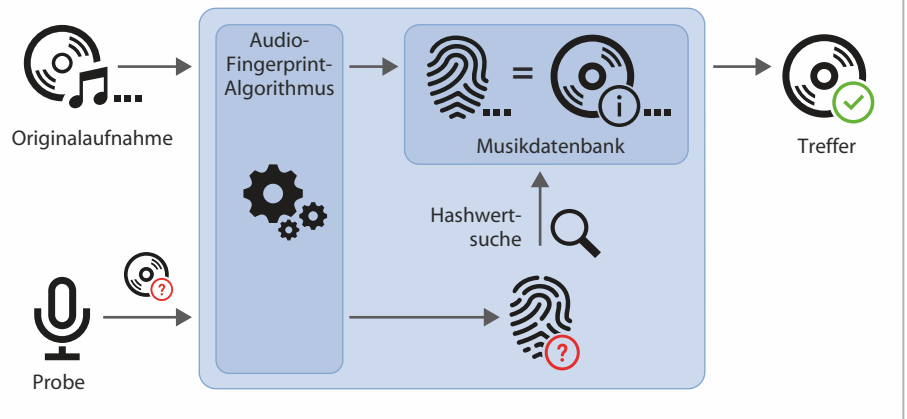 Audio-
Fingerprint-
Algorithmus
Originalaufnahme
=
i
Musikdatenbank
Treffer
Hashwert-
suche
?
?
Probe